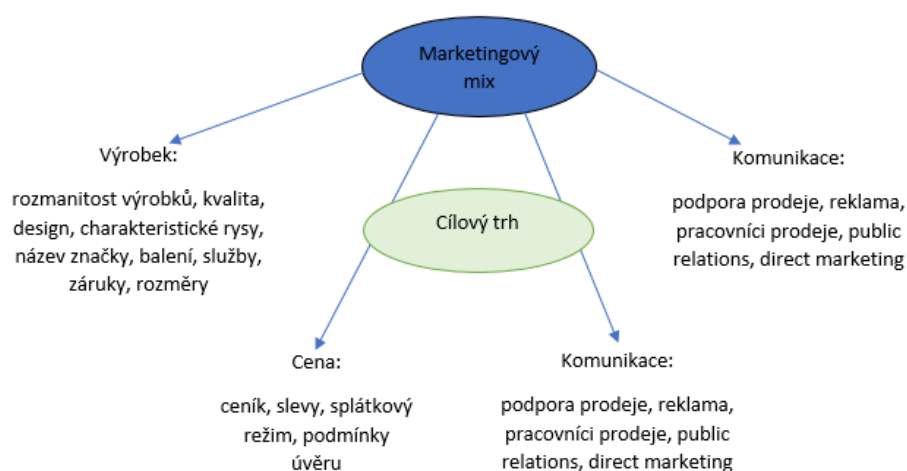 Marketingový
mix
Výrobek:
rozmanitost výrobků, kvalita,
design, charakteristické rysy,
název značky, balení, služby,
záruky, rozměry
Komunikace:
podpora prodeje, reklama,
pracovníci prodeje, public
relations, direct marketing
Cílový trh
Cena:
ceník, slevy, splátkový
režim, podmínky
úvěru
Komunikace:
podpora prodeje, reklama,
pracovníci prodeje, public
relations, direct marketing